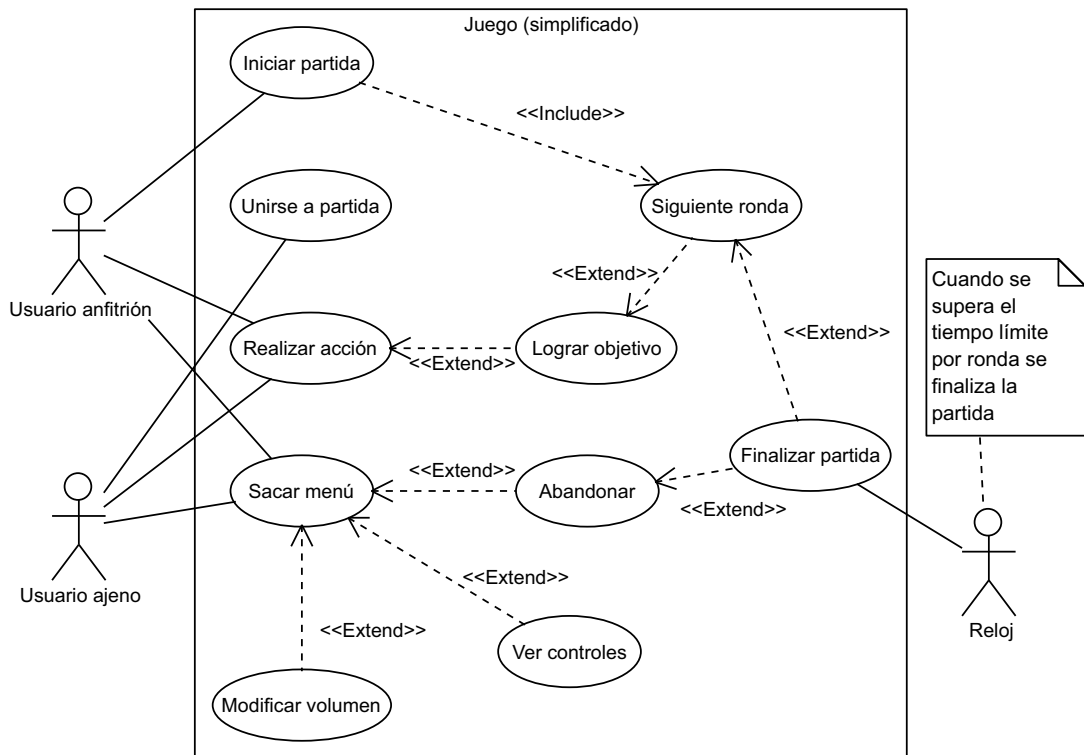 Juego (simplificado)
Iniciar partida
<<Include>>
Unirse a partida
Siguiente ronda
Usuario anfitrión
<<Extend>>
Cuando se
supera el
tiempo límite
por ronda se
finaliza la
partida
<<Extend>>
Realizar acción
<<Extend>>
Lograr objetivo
Finalizar partida
Sacar menú
<<Extend>>
Abandonar
<<Extend>>
Usuario ajeno
<<Extend>>
Reloj
<<Extend>>
Ver controles
Modificar volumen